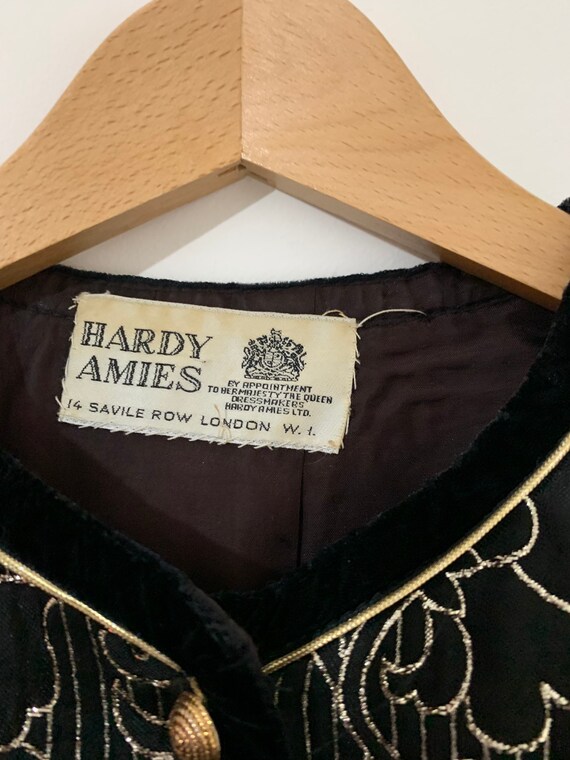 HARDY
AMIES
BY APPOINTMENT
TO HER MAJESTY THE QUEEN
DRESSMAKERS
HARDY AMIES LTD.
14 SAVILE ROW LONDON W.1.